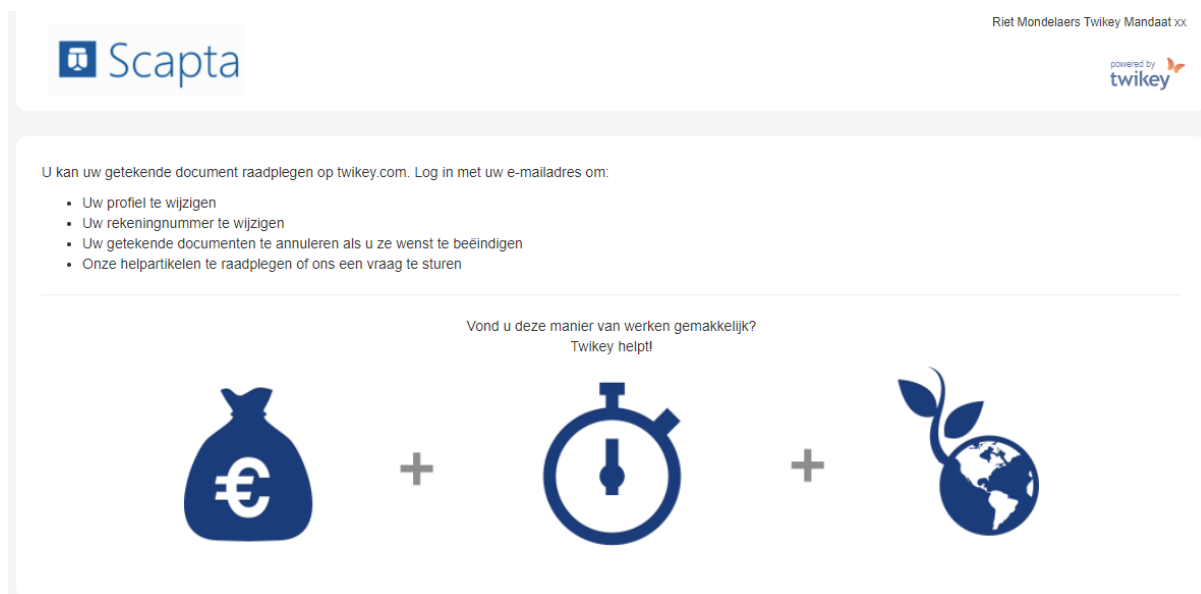 Riet Mondelaers Twikey Mandaat xx
Scapta
powered by
twikey
U kan uw getekende document raadplegen op twikey.com. Log in met uw e-mailadres om:
• Uw profiel te wijzigen
• Uw rekeningnummer te wijzigen
• Uw getekende documenten te annuleren als u ze wenst te beëindigen
• Onze helpartikelen te raadplegen of ons een vraag te sturen
Vond u deze manier van werken gemakkelijk?
Twikey helpt!
€ + +